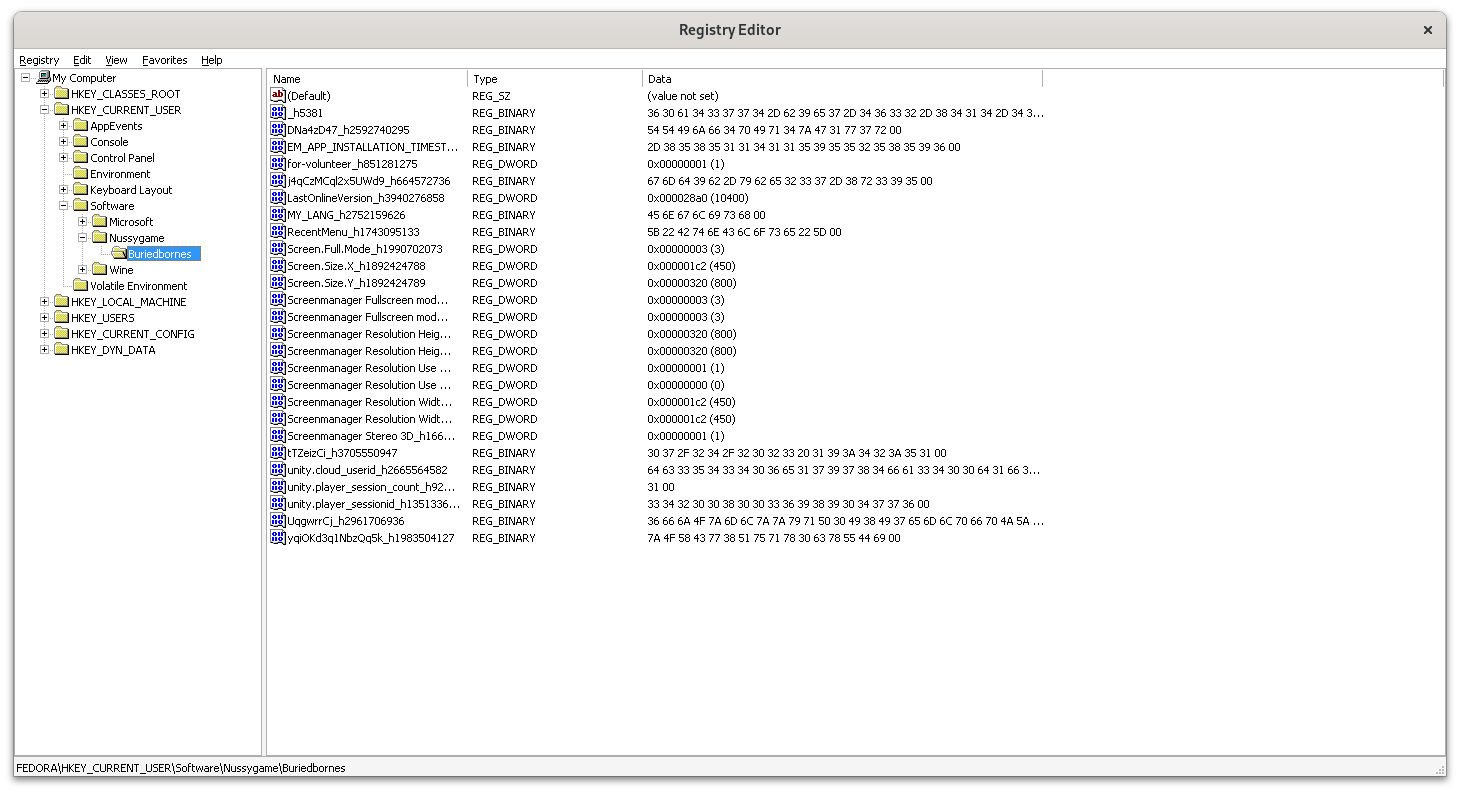 Registry Editor
Registry Edit View Favorites Help
My Computer
HKEY_CLASSES_ROOT
HKEY_CURRENT_USER
AppEvents
Console
Control Panel
Environment
Keyboard Layout
Software
Microsoft
Nussygame
Buriedbornes
Wine
Volatile Environment
HKEY_LOCAL_MACHINE
HKEY_USERS
HKEY_CURRENT_CONFIG
HKEY_DYN_DATA
Name Type Data
(Default) REG_SZ (value not set)
_h5381 REG_BINARY 36 30 61 34 33 37 37 34 2D 62 39 65 37 2D 34 36 33 32 2D 38 34 31 34 2D 34 3...
DNa4zD47_h2592740295 REG_BINARY 54 54 49 6A 66 34 70 49 71 34 7A 47 31 77 37 72 00
EM_APP_INSTALLATION_TIMEST... REG_BINARY 2D 38 35 38 35 31 31 34 31 31 35 39 35 35 32 35 38 35 39 36 00
for-volunteer_h851281275 REG_DWORD 0x00000001 (1)
j4qCzMCql2x5UWd9_h664572736 REG_BINARY 67 6D 64 39 62 2D 79 62 65 32 33 37 2D 38 72 33 39 35 00
LastOnlineVersion_h3940276858 REG_DWORD 0x000028a0 (10400)
MY_LANG_h2752159626 REG_BINARY 45 6E 67 6C 69 73 68 00
RecentMenu_h1743095133 REG_BINARY 5B 22 42 74 6E 43 6C 6F 73 65 22 5D 00
Screen.Full.Mode_h1990702073 REG_DWORD 0x00000003 (3)
Screen.Size.X_h1892424788 REG_DWORD 0x000001c2 (450)
Screen.Size.Y_h1892424789 REG_DWORD 0x00000320 (800)
Screenmanager Fullscreen mod... REG_DWORD 0x00000003 (3)
Screenmanager Fullscreen mod... REG_DWORD 0x00000003 (3)
Screenmanager Resolution Heig... REG_DWORD 0x00000320 (800)
Screenmanager Resolution Heig... REG_DWORD 0x00000320 (800)
Screenmanager Resolution Use ... REG_DWORD 0x00000001 (1)
Screenmanager Resolution Use ... REG_DWORD 0x00000000 (0)
Screenmanager Resolution Widt... REG_DWORD 0x000001c2 (450)
Screenmanager Resolution Widt... REG_DWORD 0x000001c2 (450)
Screenmanager Stereo 3D_h166... REG_DWORD 0x00000001 (1)
tTZeizCi_h3705550947 REG_BINARY 30 37 2F 32 34 2F 32 30 32 33 20 31 39 3A 34 32 3A 35 31 00
unity.cloud_userid_h2665564582 REG_BINARY 64 63 33 35 34 33 34 30 36 65 31 37 39 37 38 34 66 61 33 34 30 30 64 31 66 3...
unity.player_session_count_h92... REG_BINARY 31 00
unity.player_sessionid_h1351336... REG_BINARY 33 34 32 30 30 38 30 30 33 36 39 38 39 30 34 37 37 36 00
UqgwrrCj_h2961706936 REG_BINARY 36 66 6A 4F 7A 6D 6C 7A 7A 79 71 50 30 49 38 49 37 65 6D 6C 70 66 70 4A 5A ...
yqiOKd3q1NbzQq5k_h1983504127 REG_BINARY 7A 4F 58 43 77 38 51 75 71 78 30 63 78 55 44 69 00
FEDORA\HKEY_CURRENT_USER\Software\Nussygame\Buriedbornes